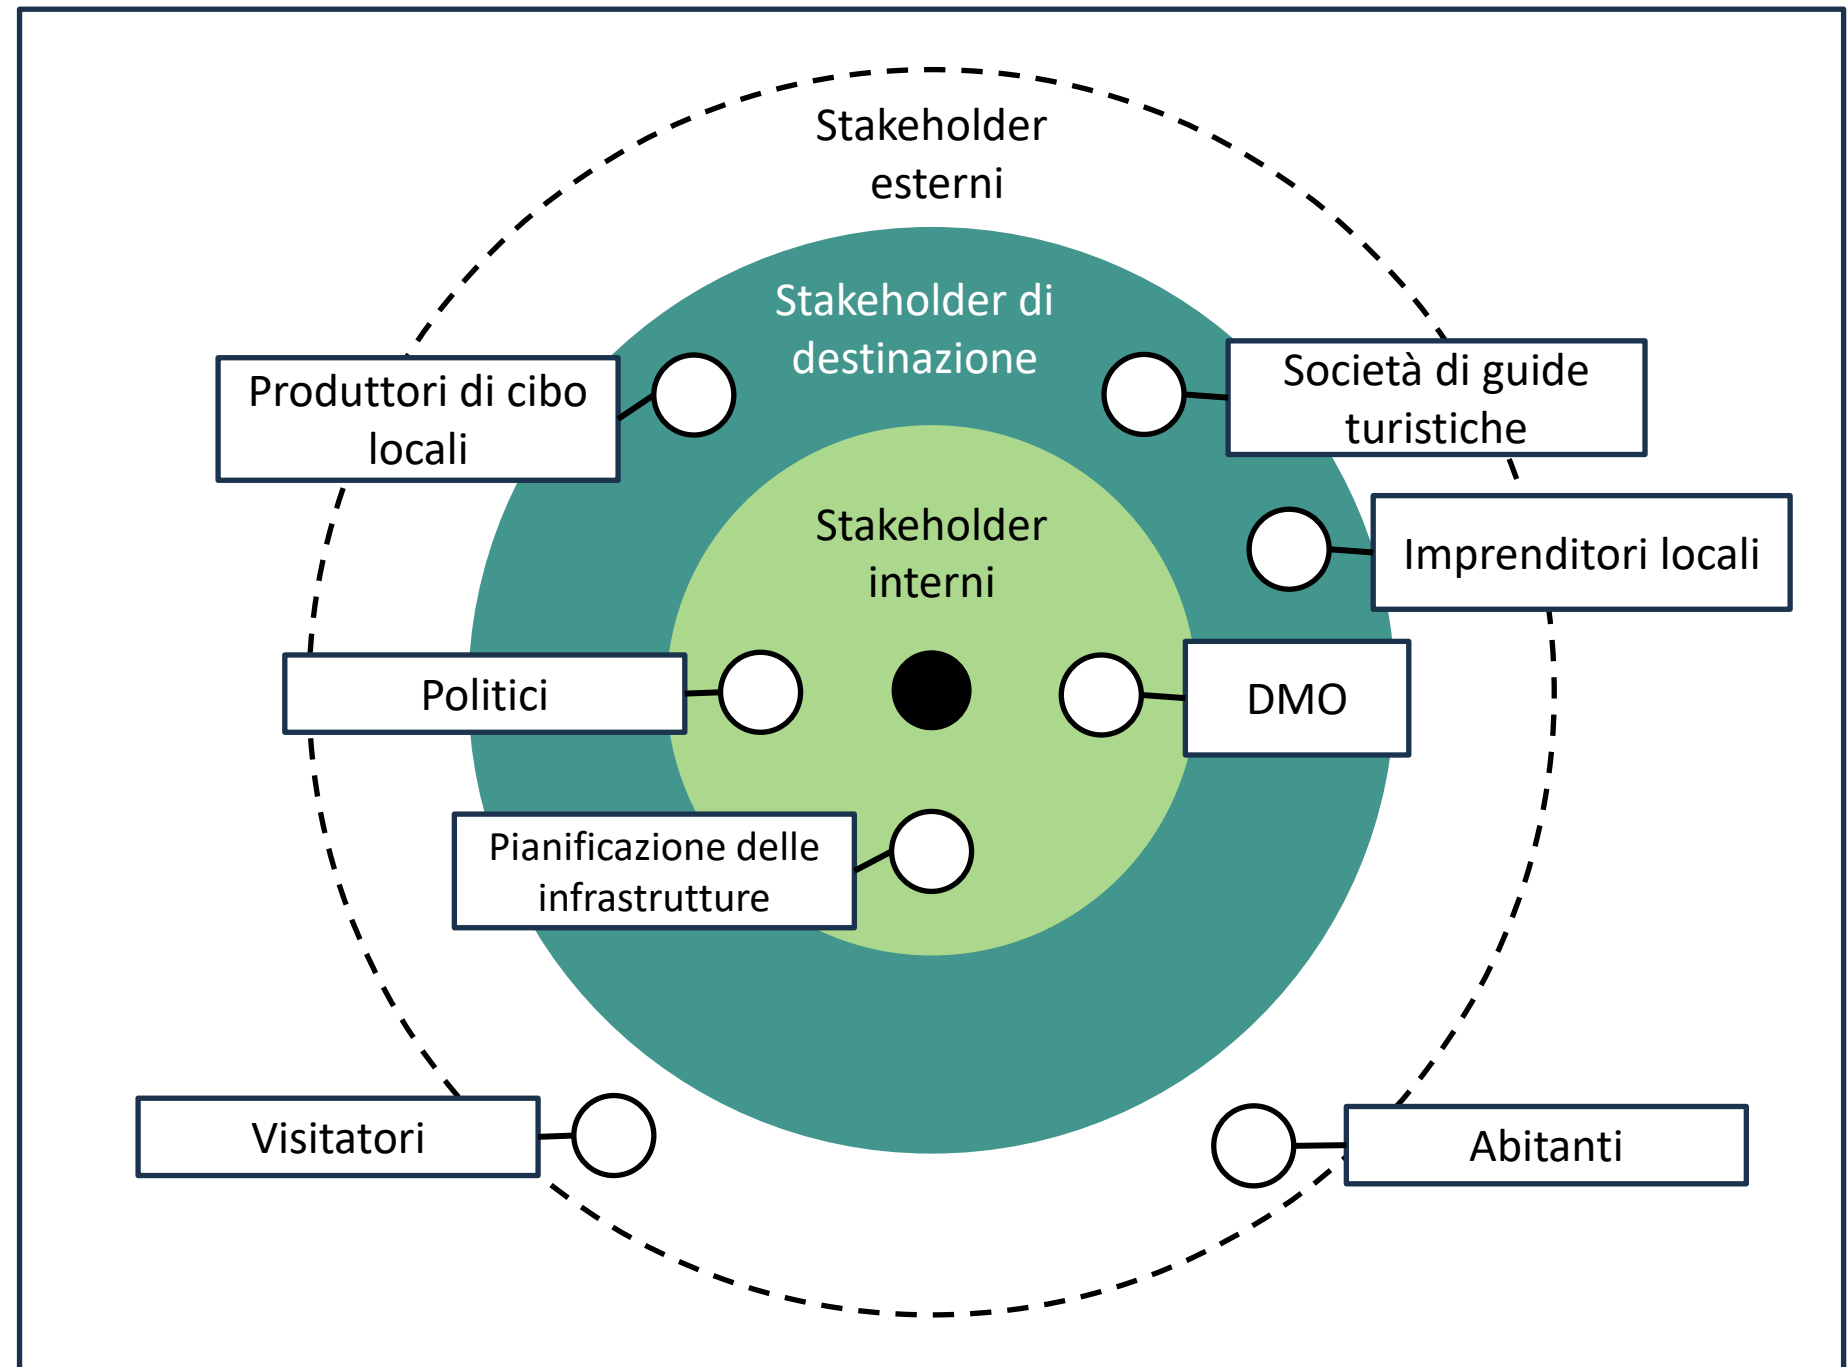 Stakeholder
esterni
Stakeholder di
destinazione
Produttori di cibo
locali
Società di guide
turistiche
Stakeholder
interni
Imprenditori locali
Politici
DMO
Pianificazione delle
infrastrutture
Visitatori
Abitanti